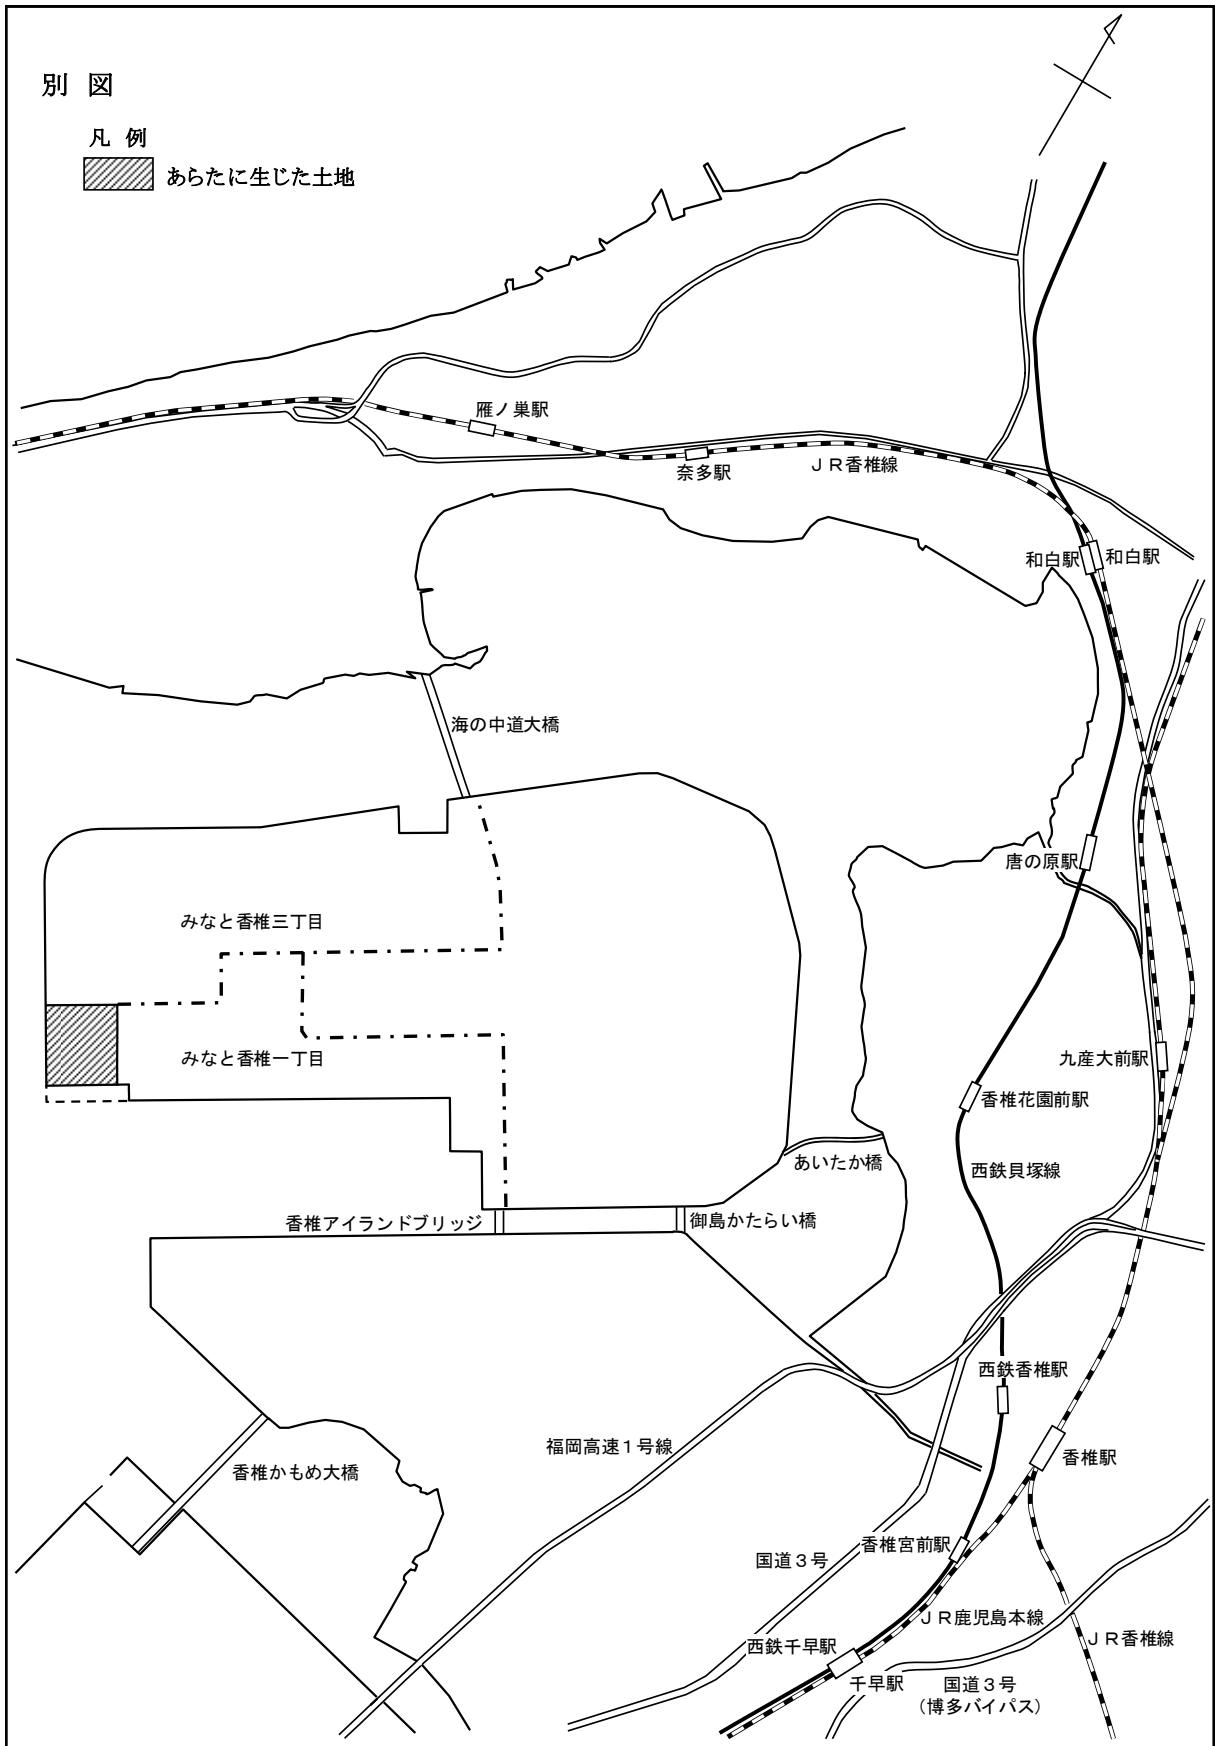 別 図
凡 例
あらたに生じた土地
雁ノ巣駅
奈多駅
ＪＲ香椎線
和白駅
和白駅
海の中道大橋
唐の原駅
みなと香椎三丁目
みなと香椎一丁目
九産大前駅
香椎花園前駅
あいたか橋
西鉄貝塚線
香椎アイランドブリッジ
御島かたらい橋
西鉄香椎駅
福岡高速１号線
香椎駅
香椎かもめ大橋
国道３号
香椎宮前駅
ＪＲ鹿児島本線
西鉄千早駅
ＪＲ香椎線
千早駅
国道３号
（博多バイパス）